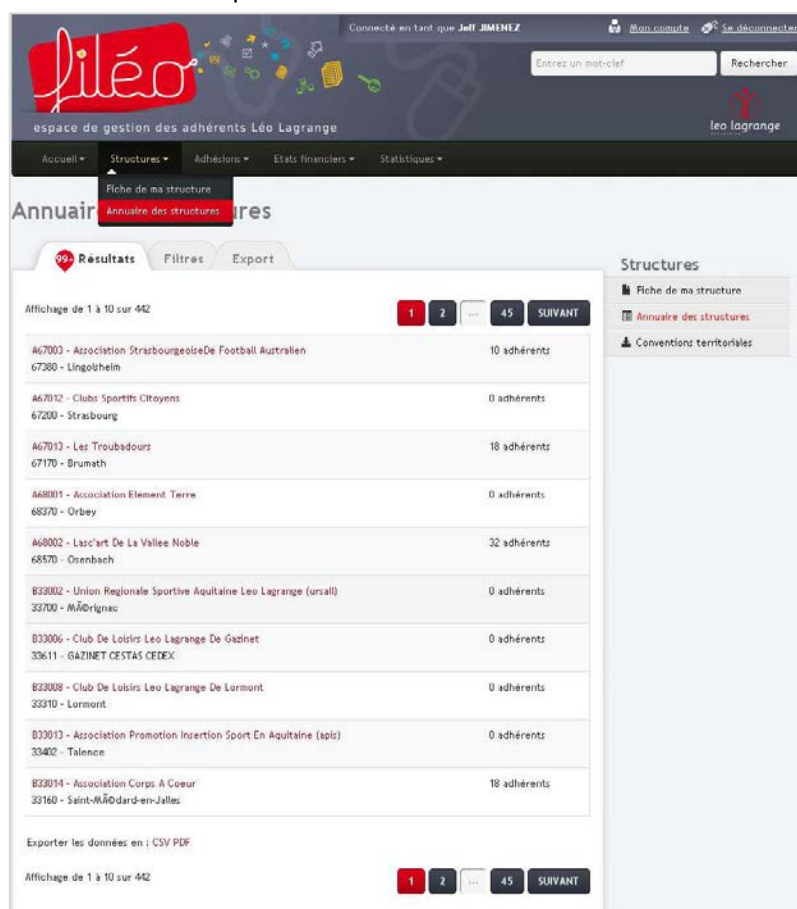 Connecté en tant que Jeff JIMENEZ
Mon compte
Se déconnecter
filéo
Entrez un mot-clef
Rechercher
espace de gestion des adhérents Léo Lagrange
leo lagrange
Accueil
Structures
Adhésions
Etats financiers
Statistiques
Fiche de ma structure
Annuaire des structures
Annuair ures
99+ Résultats
Filtres
Export
Affichage de 1 à 10 sur 442
1 2 ... 45 SUIVANT
A67003 - Association StrasbourgeoiseDe Football Australien
10 adhérents
67380 - Lingolsheim
A67012 - Clubs Sportifs Citoyens
0 adhérents
67200 - Strasbourg
A67013 - Les Troubadours
18 adhérents
67170 - Brumath
A68001 - Association Element Terre
0 adhérents
68370 - Orbey
A68002 - Lasc'art De La Vallee Noble
32 adhérents
68570 - Osenbach
B33002 - Union Regionale Sportive Aquitaine Leo Lagrange (ursall)
0 adhérents
33700 - MÃ©rignac
B33006 - Club De Loisirs Leo Lagrange De Gazinet
0 adhérents
33611 - GAZINET CESTAS CEDEX
B33008 - Club De Loisirs Leo Lagrange De Lormont
0 adhérents
33310 - Lormont
B33013 - Association Promotion Insertion Sport En Aquitaine (apis)
0 adhérents
33402 - Talence
B33014 - Association Corps A Coeur
18 adhérents
33160 - Saint-MÃ©dard-en-Jalles
Exporter les données en : CSV PDF
Affichage de 1 à 10 sur 442
1 2 ... 45 SUIVANT
Structures
Fiche de ma structure
Annuaire des structures
Conventions territoriales